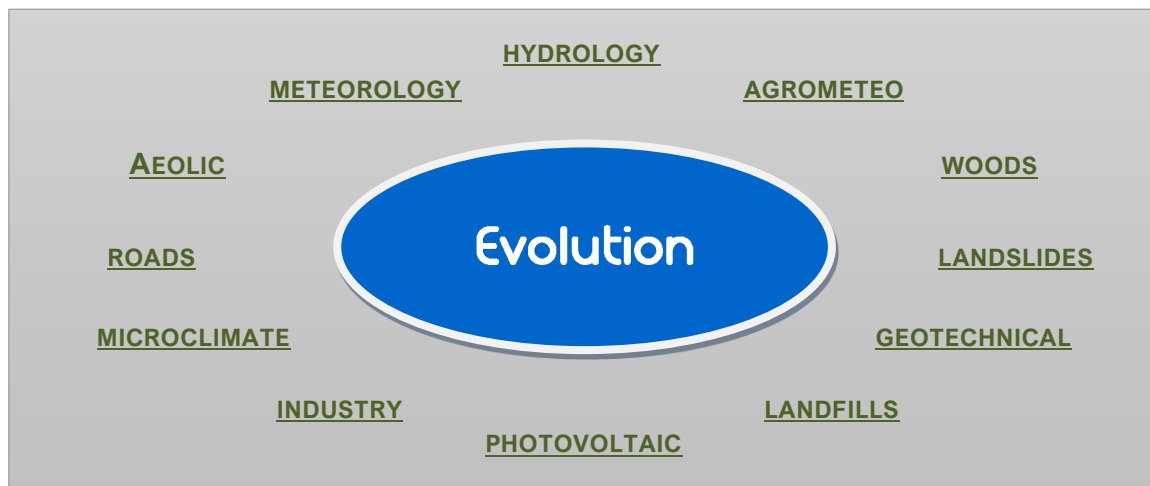 HYDROLOGY
METEOROLOGY
AGROMETEO
AEOLIC
WOODS
Evolution
ROADS
LANDSLIDES
MICROCLIMATE
GEOTECHNICAL
INDUSTRY
LANDFILLS
PHOTOVOLTAIC